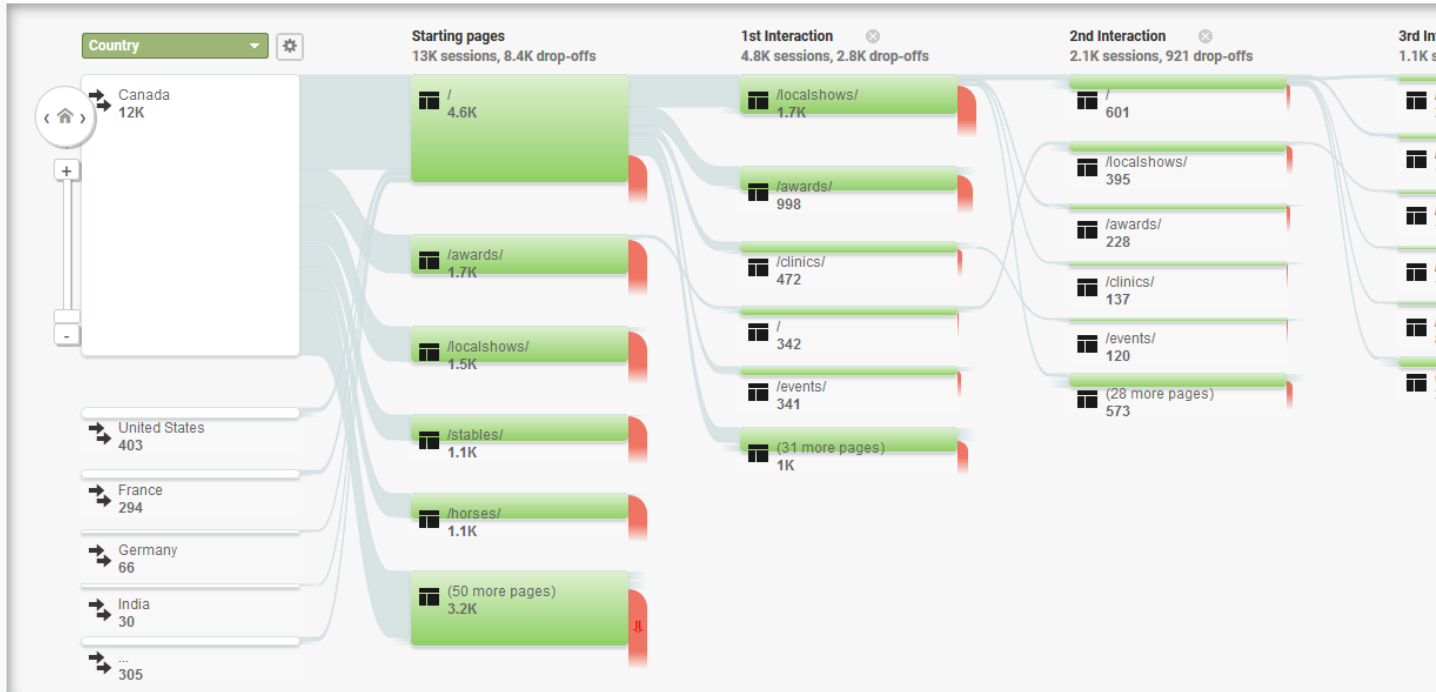 Country
Starting pages
13K sessions, 8.4K drop-offs
1st Interaction
4.8K sessions, 2.8K drop-offs
2nd Interaction
2.1K sessions, 921 drop-offs
3rd In
1.1K s
Canada
12K
United States
403
France
294
Germany
66
India
30
...
305
/
4.6K
/awards/
1.7K
/localshows/
1.5K
/stables/
1.1K
/horses/
1.1K
(50 more pages)
3.2K
/localshows/
1.7K
/awards/
998
/clinics/
472
/
342
/events/
341
(31 more pages)
1K
/
601
/localshows/
395
/awards/
228
/clinics/
137
/events/
120
(28 more pages)
573